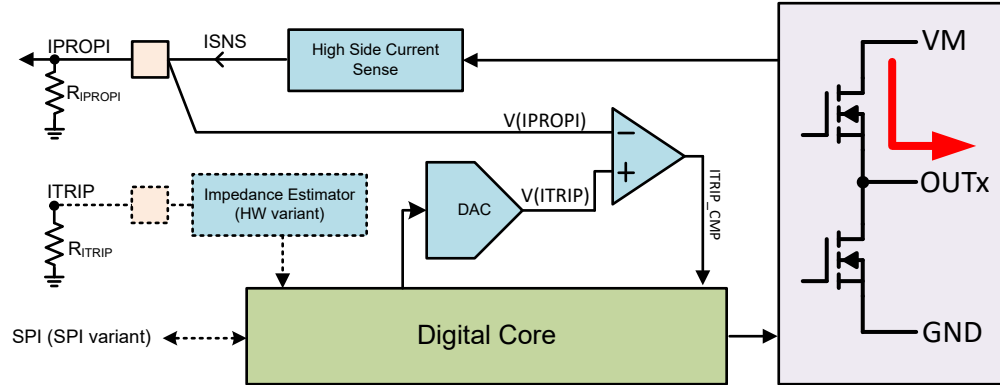 IPROPI
ISNS
High Side Current
Sense
VM
RIPROPI
V(IPROPI)
−
+
ITRIP
Impedance Estimator
(HW variant)
DAC
V(ITRIP)
ITRIP_CMP
OUTx
RITRIP
SPI (SPI variant)
Digital Core
GND